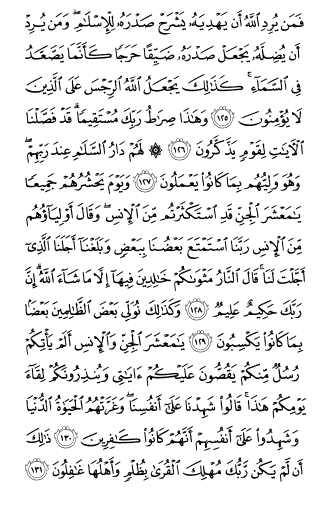 فَمَن يُرِدِ ٱللَّهُ أَن يَهْدِيَهُۥ يَشْرَحْ صَدْرَهُۥ لِلْإِسْلَٰمِ ۖ وَمَن يُرِدْ
أَن يُضِلَّهُۥ يَجْعَلْ صَدْرَهُۥ ضَيِّقًا حَرَجًا كَأَنَّمَا يَصَّعَّدُ
فِى ٱلسَّمَآءِ ۚ كَذَٰلِكَ يَجْعَلُ ٱللَّهُ ٱلرِّجْسَ عَلَى ٱلَّذِينَ
لَا يُؤْمِنُونَ ١٢٥ وَهَٰذَا صِرَٰطُ رَبِّكَ مُسْتَقِيمًا ۗ قَدْ فَصَّلْنَا
ٱلْءَايَٰتِ لِقَوْمٍ يَذَّكَّرُونَ ١٢٦ ۞ لَهُمْ دَارُ ٱلسَّلَٰمِ عِندَ رَبِّهِمْ ۖ
وَهُوَ وَلِيُّهُم بِمَا كَانُوا۟ يَعْمَلُونَ ١٢٧ وَيَوْمَ يَحْشُرُهُمْ جَمِيعًا
يَٰمَعْشَرَ ٱلْجِنِّ قَدِ ٱسْتَكْثَرْتُم مِّنَ ٱلْإِنسِ ۖ وَقَالَ أَوْلِيَآؤُهُم
مِّنَ ٱلْإِنسِ رَبَّنَا ٱسْتَمْتَعَ بَعْضُنَا بِبَعْضٍ وَبَلَغْنَآ أَجَلَنَا ٱلَّذِىٓ
أَجَّلْتَ لَنَا ۚ قَالَ ٱلنَّارُ مَثْوَىٰكُمْ خَٰلِدِينَ فِيهَآ إِلَّا مَا شَآءَ ٱللَّهُ ۗ إِنَّ
رَبَّكَ حَكِيمٌ عَلِيمٌ ١٢٨ وَكَذَٰلِكَ نُوَلِّى بَعْضَ ٱلظَّٰلِمِينَ بَعْضًۢا
بِمَا كَانُوا۟ يَكْسِبُونَ ١٢٩ يَٰمَعْشَرَ ٱلْجِنِّ وَٱلْإِنسِ أَلَمْ يَأْتِكُمْ
رُسُلٌ مِّنكُمْ يَقُصُّونَ عَلَيْكُمْ ءَايَٰتِى وَيُنذِرُونَكُمْ لِقَآءَ
يَوْمِكُمْ هَٰذَا ۚ قَالُوا۟ شَهِدْنَا عَلَىٰٓ أَنفُسِنَا ۖ وَغَرَّتْهُمُ ٱلْحَيَوٰةُ ٱلدُّنْيَا
وَشَهِدُوا۟ عَلَىٰٓ أَنفُسِهِمْ أَنَّهُمْ كَانُوا۟ كَٰفِرِينَ ١٣٠ ذَٰلِكَ
أَن لَّمْ يَكُن رَّبُّكَ مُهْلِكَ ٱلْقُرَىٰ بِظُلْمٍ وَأَهْلُهَا غَٰفِلُونَ ١٣١